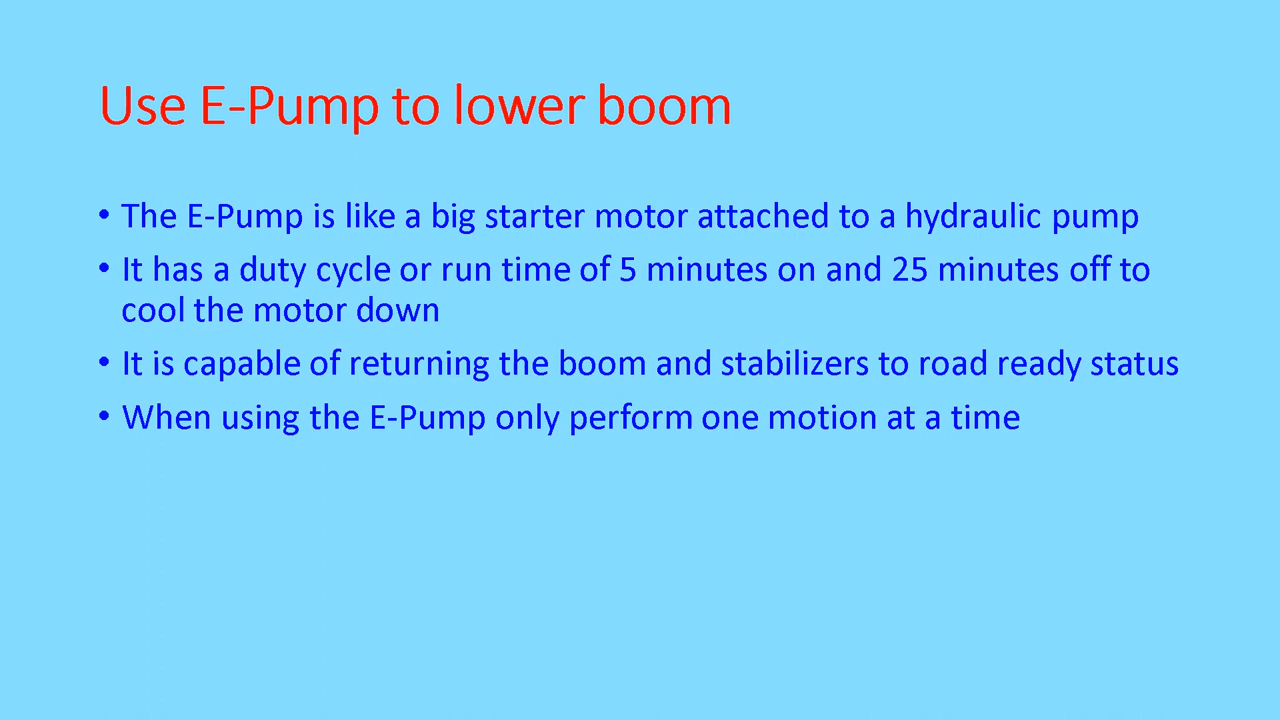 Use E-Pump to lower boom
• The E-Pump is like a big starter motor attached to a hydraulic pump
• It has a duty cycle or run time of 5 minutes on and 25 minutes off to
cool the motor down
• It is capable of returning the boom and stabilizers to road ready status
• When using the E-Pump only perform one motion at a time